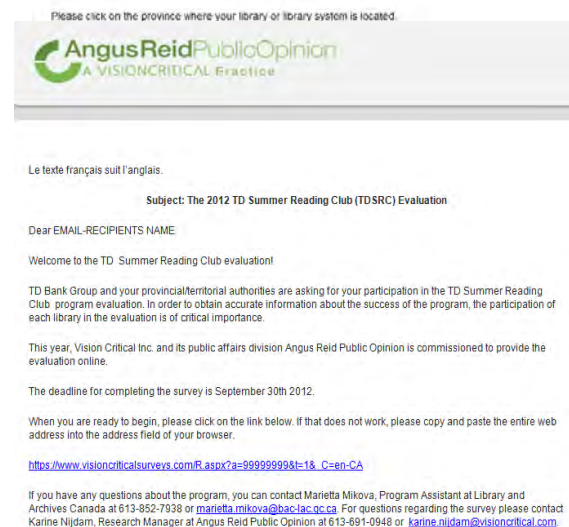 Please click on the province where your library or library system is located.
AngusReidPublicOpinion
A VISIONCRITICAL Practice
Le texte français suit l'anglais.
Subject: The 2012 TD Summer Reading Club (TDSRC) Evaluation
Dear EMAIL-RECIPIENTS NAME
Welcome to the TD Summer Reading Club evaluation!
TD Bank Group and your provincial/territorial authorities are asking for your participation in the TD Summer Reading
Club program evaluation. In order to obtain accurate information about the success of the program, the participation of
each library in the evaluation is of critical importance.
This year, Vision Critical Inc. and its public affairs division Angus Reid Public Opinion is commissioned to provide the
evaluation online.
The deadline for completing the survey is September 30th 2012.
When you are ready to begin, please click on the link below. If that does not work, please copy and paste the entire web
address into the address field of your browser.
https://www.visioncriticalsurveys.com/R.aspx?a=99999999&t=1&_C=en-CA
If you have any questions about the program, you can contact Marietta Mikova, Program Assistant at Library and
Archives Canada at 613-852-7938 or marietta.mikova@bac-lac.gc.ca. For questions regarding the survey please contact
Karine Nijdam, Research Manager at Angus Reid Public Opinion at 613-691-0948 or karine.nijdam@visioncritical.com.